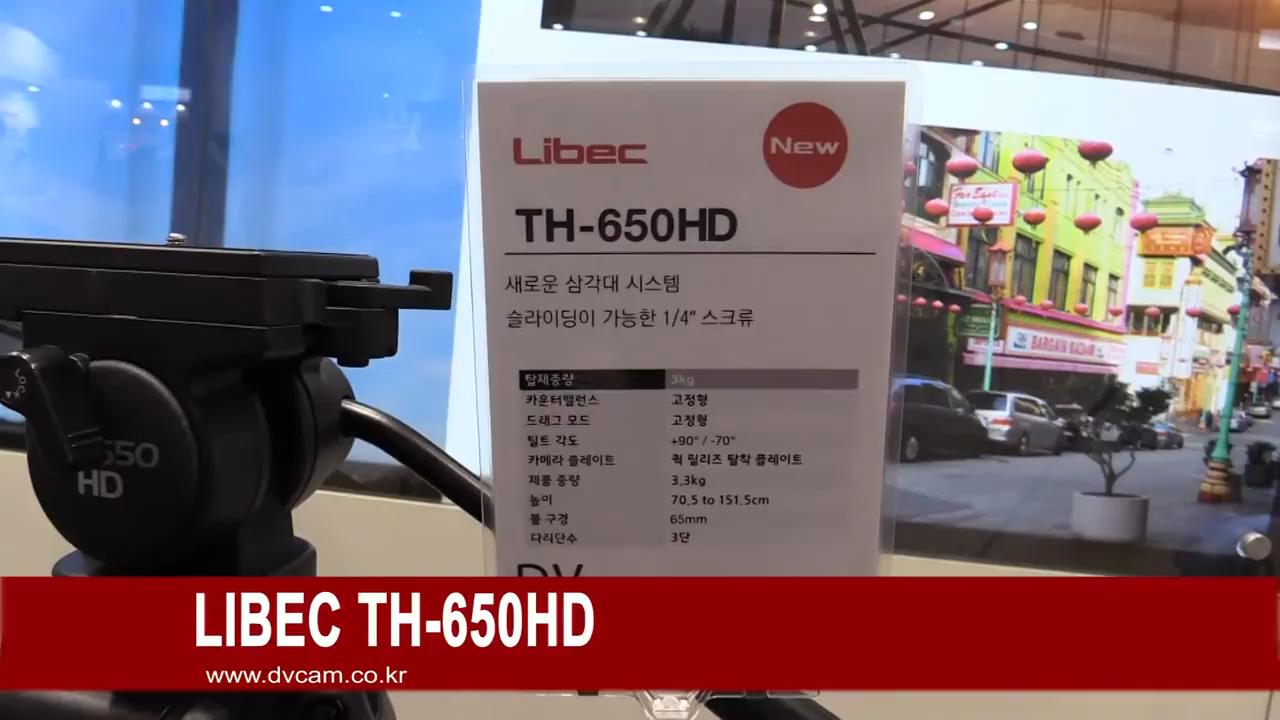 Libec
New
TH-650HD
새로운 삼각대 시스템
슬라이딩이 가능한 1/4" 스크류
탑재중량 3kg
카운터밸런스 고정형
드래그 모드 고정형
틸트 각도 +90° / -70°
카메라 플레이트 퀵 릴리즈 탈착 플레이트
제품 중량 3.3kg
높이 70.5 to 151.5cm
볼 구경 65mm
다리단수 3단
DV
650
HD
Far East
BARGAIN BAZAAR
LIBEC TH-650HD
www.dvcam.co.kr